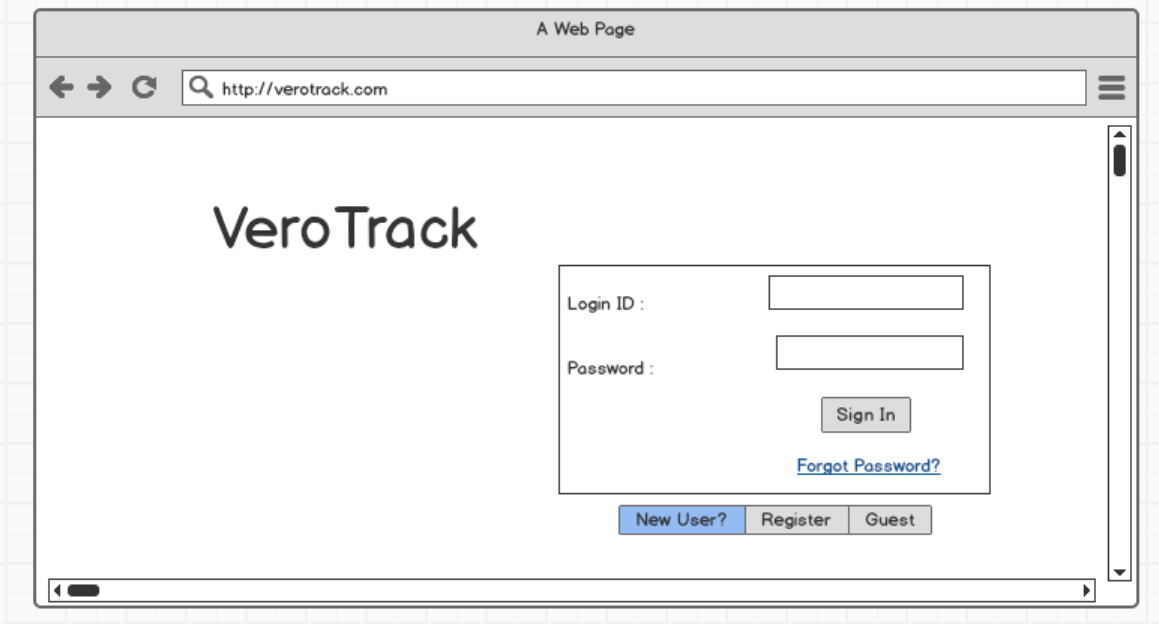 A Web Page
http://verotrack.com
VeroTrack
Login ID :
Password :
Sign In
Forgot Password?
New User? Register Guest